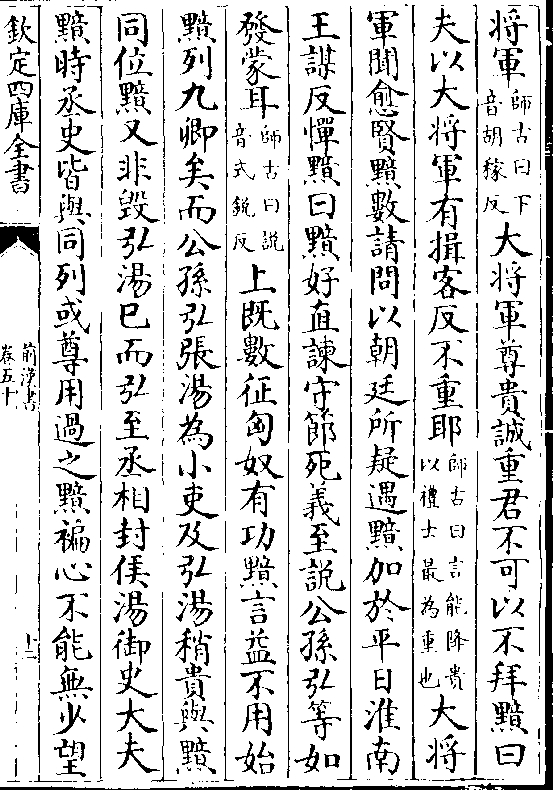 將軍師古曰下音胡稼反大將軍尊貴誠重君不可以不拜黯曰
夫以大將軍有揖客反不重耶師古曰言能降貴以禮士最為重也大將
軍聞愈賢黯數請問以朝廷所疑遇黯加於平日淮南
王謀反憚黯曰黯好直諫守節死義至說公孫弘等如
發蒙耳師古曰說音式銳反上既數征匈奴有功黯言益不用始
黯列九卿矣而公孫弘張湯為小吏及弘湯稍貴與黯
同位黯又非毀弘湯已而弘至丞相封侯湯御史大夫
黯時丞史皆與同列或尊用過之黯褊心不能無少望
欽定四庫全書
前漢書
卷五十
十二